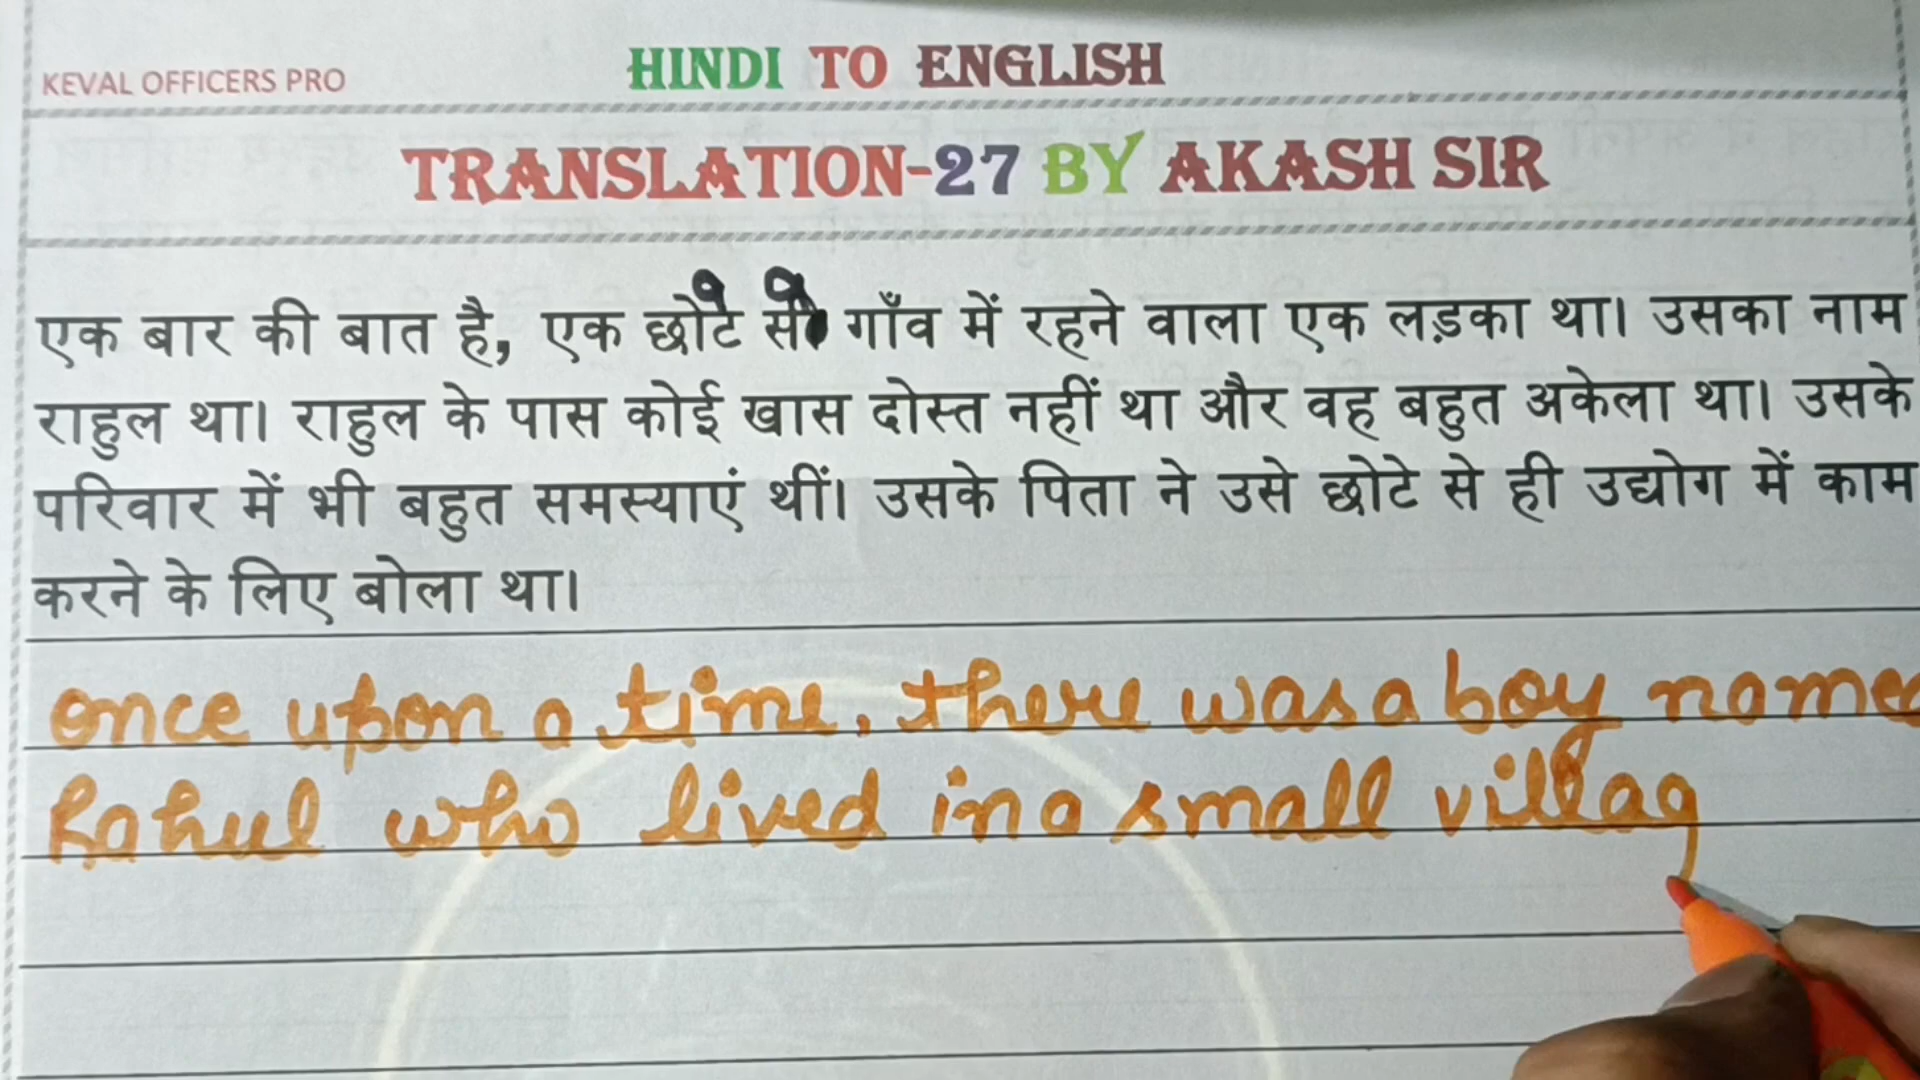 KEVAL OFFICERS PRO
HINDI TO ENGLISH
TRANSLATION-27 BY AKASH SIR
एक बार की बात है, एक छोटे से गाँव में रहने वाला एक लड़का था। उसका नाम
राहुल था। राहुल के पास कोई खास दोस्त नहीं था और वह बहुत अकेला था। उसके
परिवार में भी बहुत समस्याएं थीं। उसके पिता ने उसे छोटे से ही उद्योग में काम
करने के लिए बोला था।
once upon a time, there was a boy named
Rahul who lived in a small villag